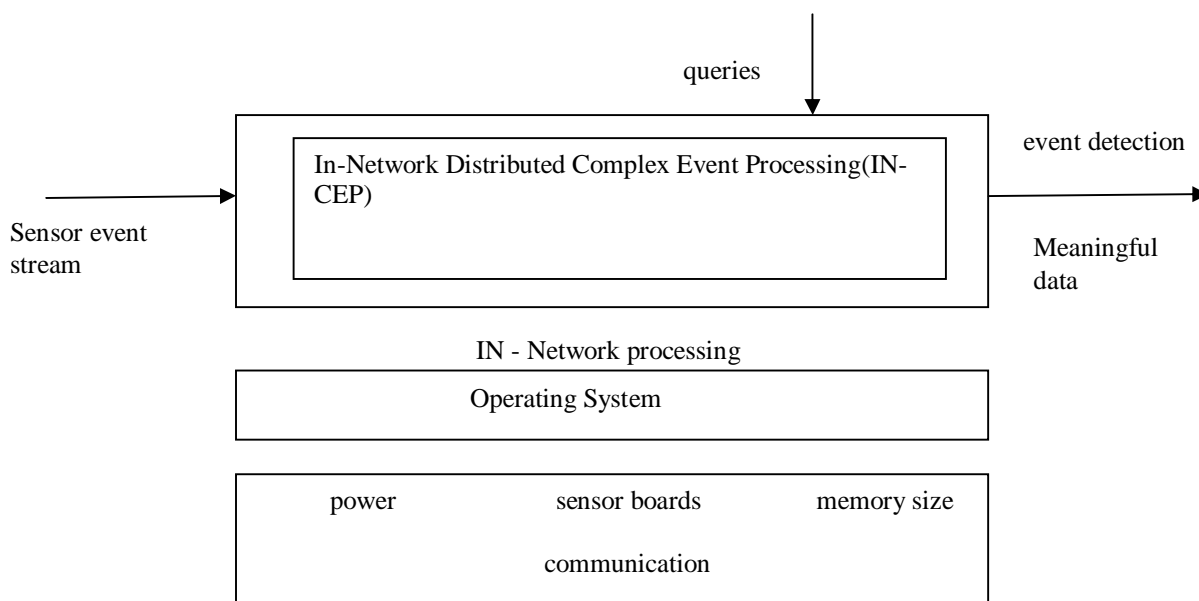 queries
In-Network Distributed Complex Event Processing(IN-
CEP)
event detection
Sensor event
stream
Meaningful
data
IN - Network processing
Operating System
power sensor boards memory size
communication